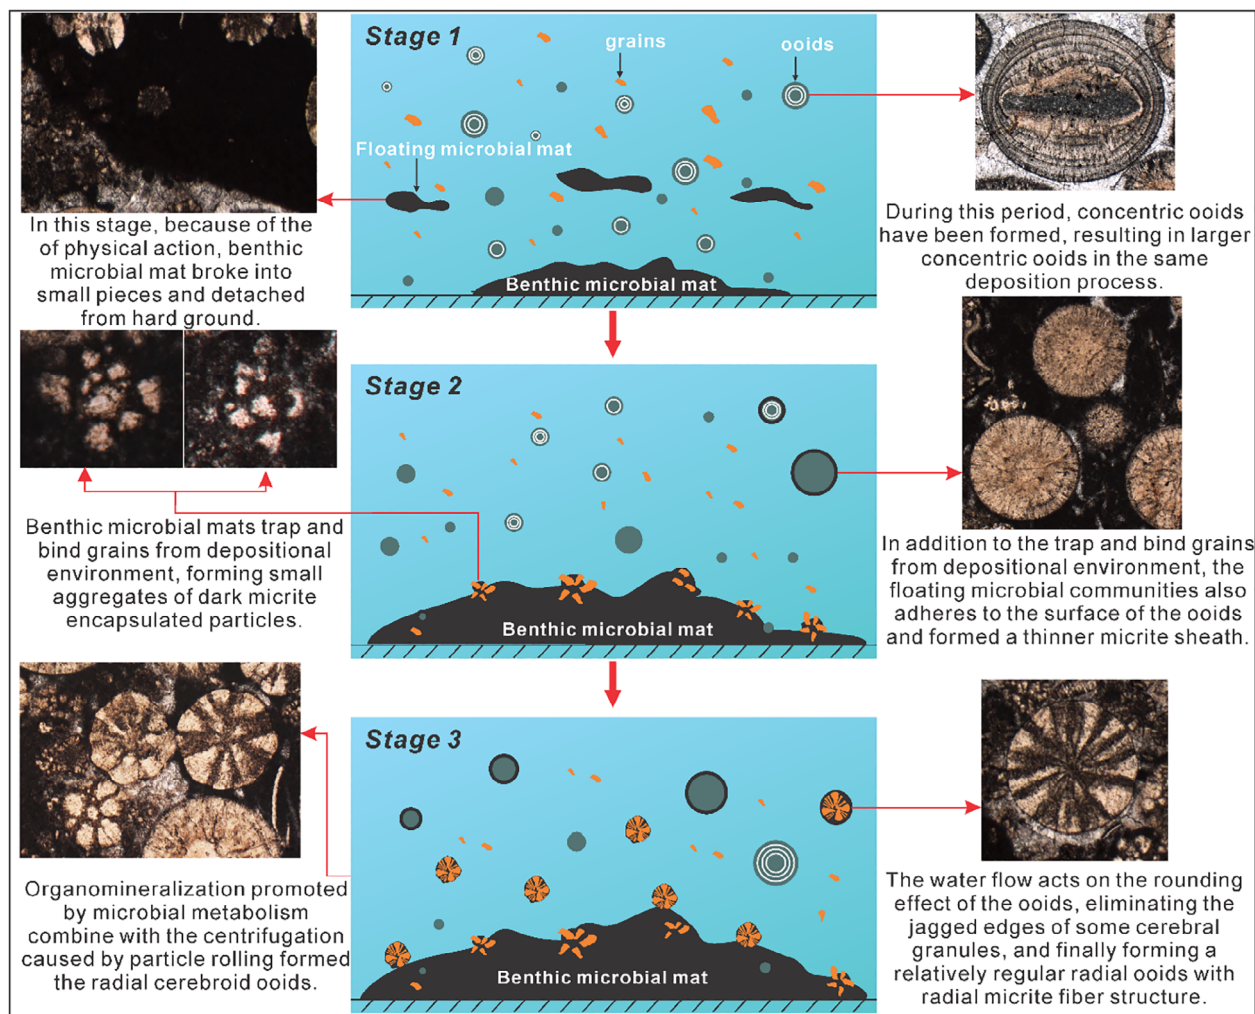 Stage 1
grains
ooids
Floating microbial mat
Benthic microbial mat
In this stage, because of the
of physical action, benthic
microbial mat broke into
small pieces and detached
from hard ground.
During this period, concentric ooids
have been formed, resulting in larger
concentric ooids in the same
deposition process.
Stage 2
Benthic microbial mat
Benthic microbial mats trap and
bind grains from depositional
environment, forming small
aggregates of dark micrite
encapsulated particles.
In addition to the trap and bind grains
from depositional environment, the
floating microbial communities also
adheres to the surface of the ooids
and formed a thinner micrite sheath.
Stage 3
Benthic microbial mat
Organomineralization promoted
by microbial metabolism
combine with the centrifugation
caused by particle rolling formed
the radial cerebroid ooids.
The water flow acts on the rounding
effect of the ooids, eliminating the
jagged edges of some cerebral
granules, and finally forming a
relatively regular radial ooids with
radial micrite fiber structure.